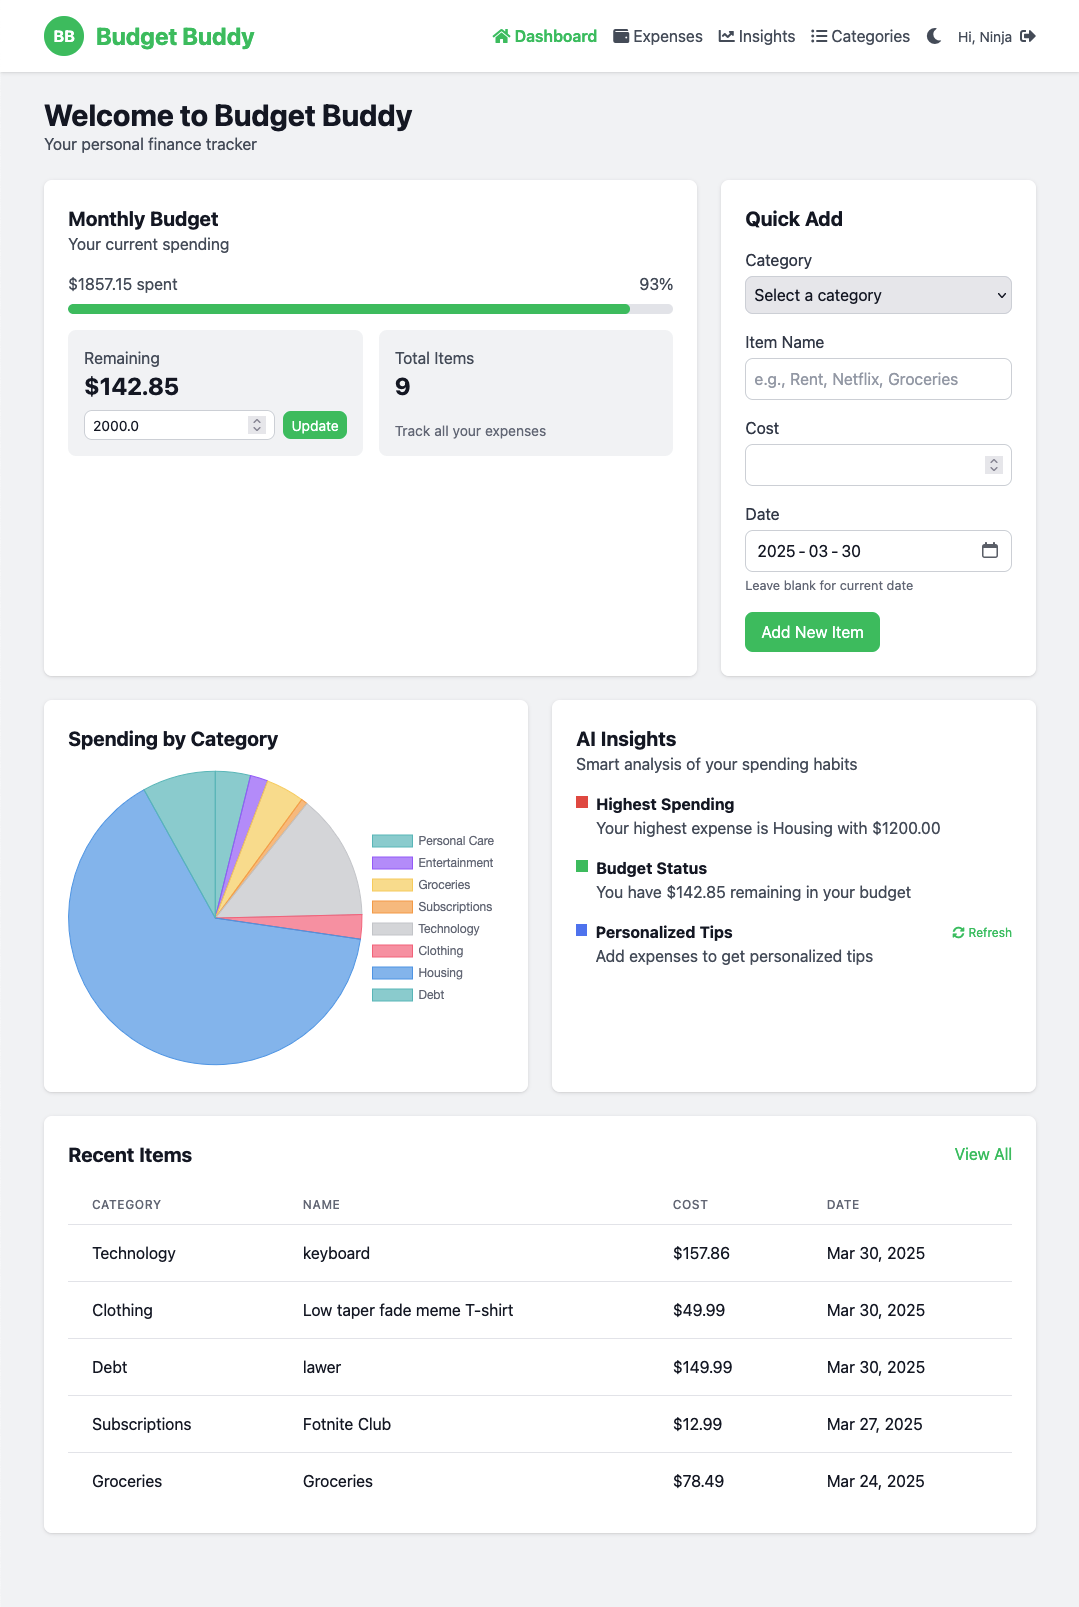 BB Budget Buddy Dashboard Expenses Insights Categories Hi, Ninja
Welcome to Budget Buddy
Your personal finance tracker
Monthly Budget
Your current spending
$1857.15 spent 93%
Remaining
$142.85
2000.0 Update
Total Items
9
Track all your expenses
Quick Add
Category
Select a category
Item Name
e.g., Rent, Netflix, Groceries
Cost
Date
2025-03-30
Leave blank for current date
Add New Item
Spending by Category
Personal Care
Entertainment
Groceries
Subscriptions
Technology
Clothing
Housing
Debt
AI Insights
Smart analysis of your spending habits
Highest Spending
Your highest expense is Housing with $1200.00
Budget Status
You have $142.85 remaining in your budget
Personalized Tips Refresh
Add expenses to get personalized tips
Recent Items View All
CATEGORY NAME COST DATE
Technology keyboard $157.86 Mar 30, 2025
Clothing Low taper fade meme T-shirt $49.99 Mar 30, 2025
Debt lawer $149.99 Mar 30, 2025
Subscriptions Fotnite Club $12.99 Mar 27, 2025
Groceries Groceries $78.49 Mar 24, 2025